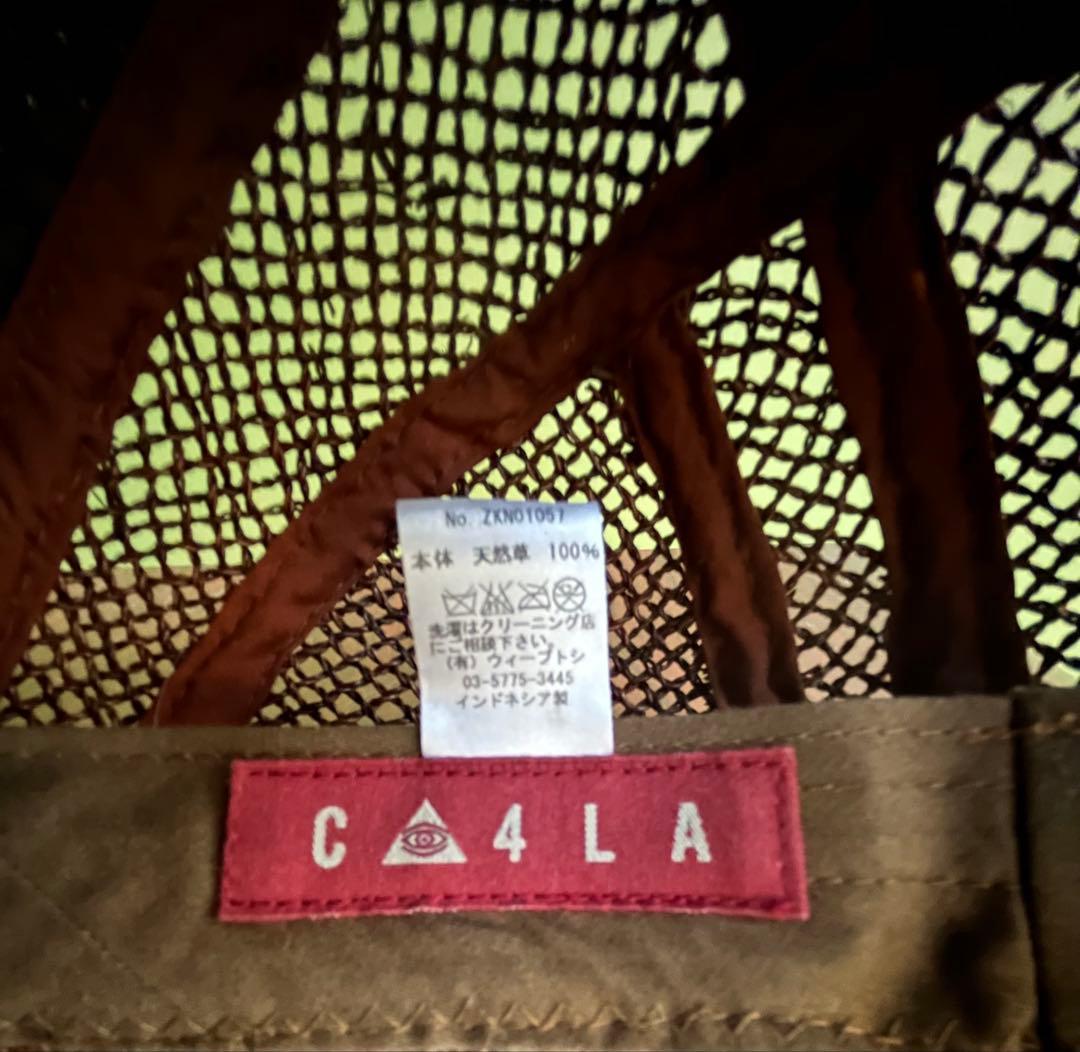 No. ZKN01057
本体 天然草 100%
洗濯はクリーニング店
にご相談下さい。
(有) ウィーブトシ
03-5775-3445
インドネシア製
CA4LA